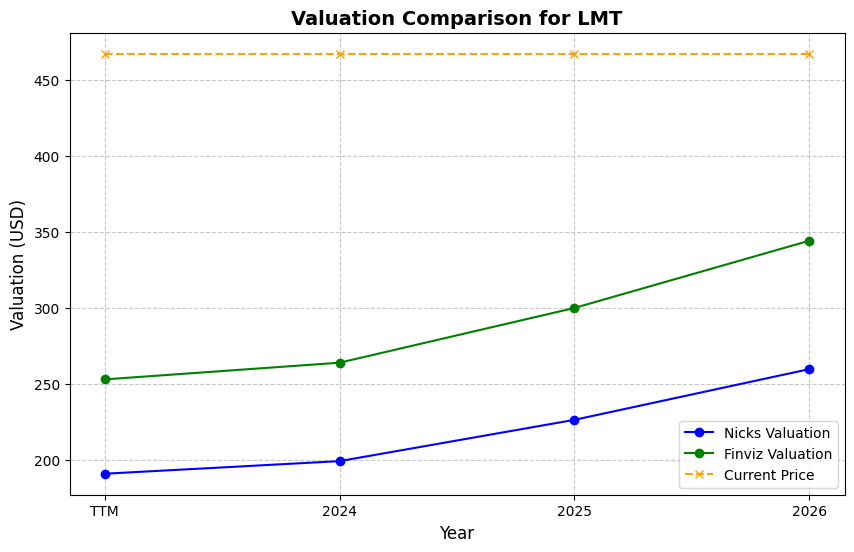 Valuation Comparison for LMT
Valuation (USD)
450
400
350
300
250
200
TTM
2024
2025
2026
Year
Nicks Valuation
Finviz Valuation
Current Price